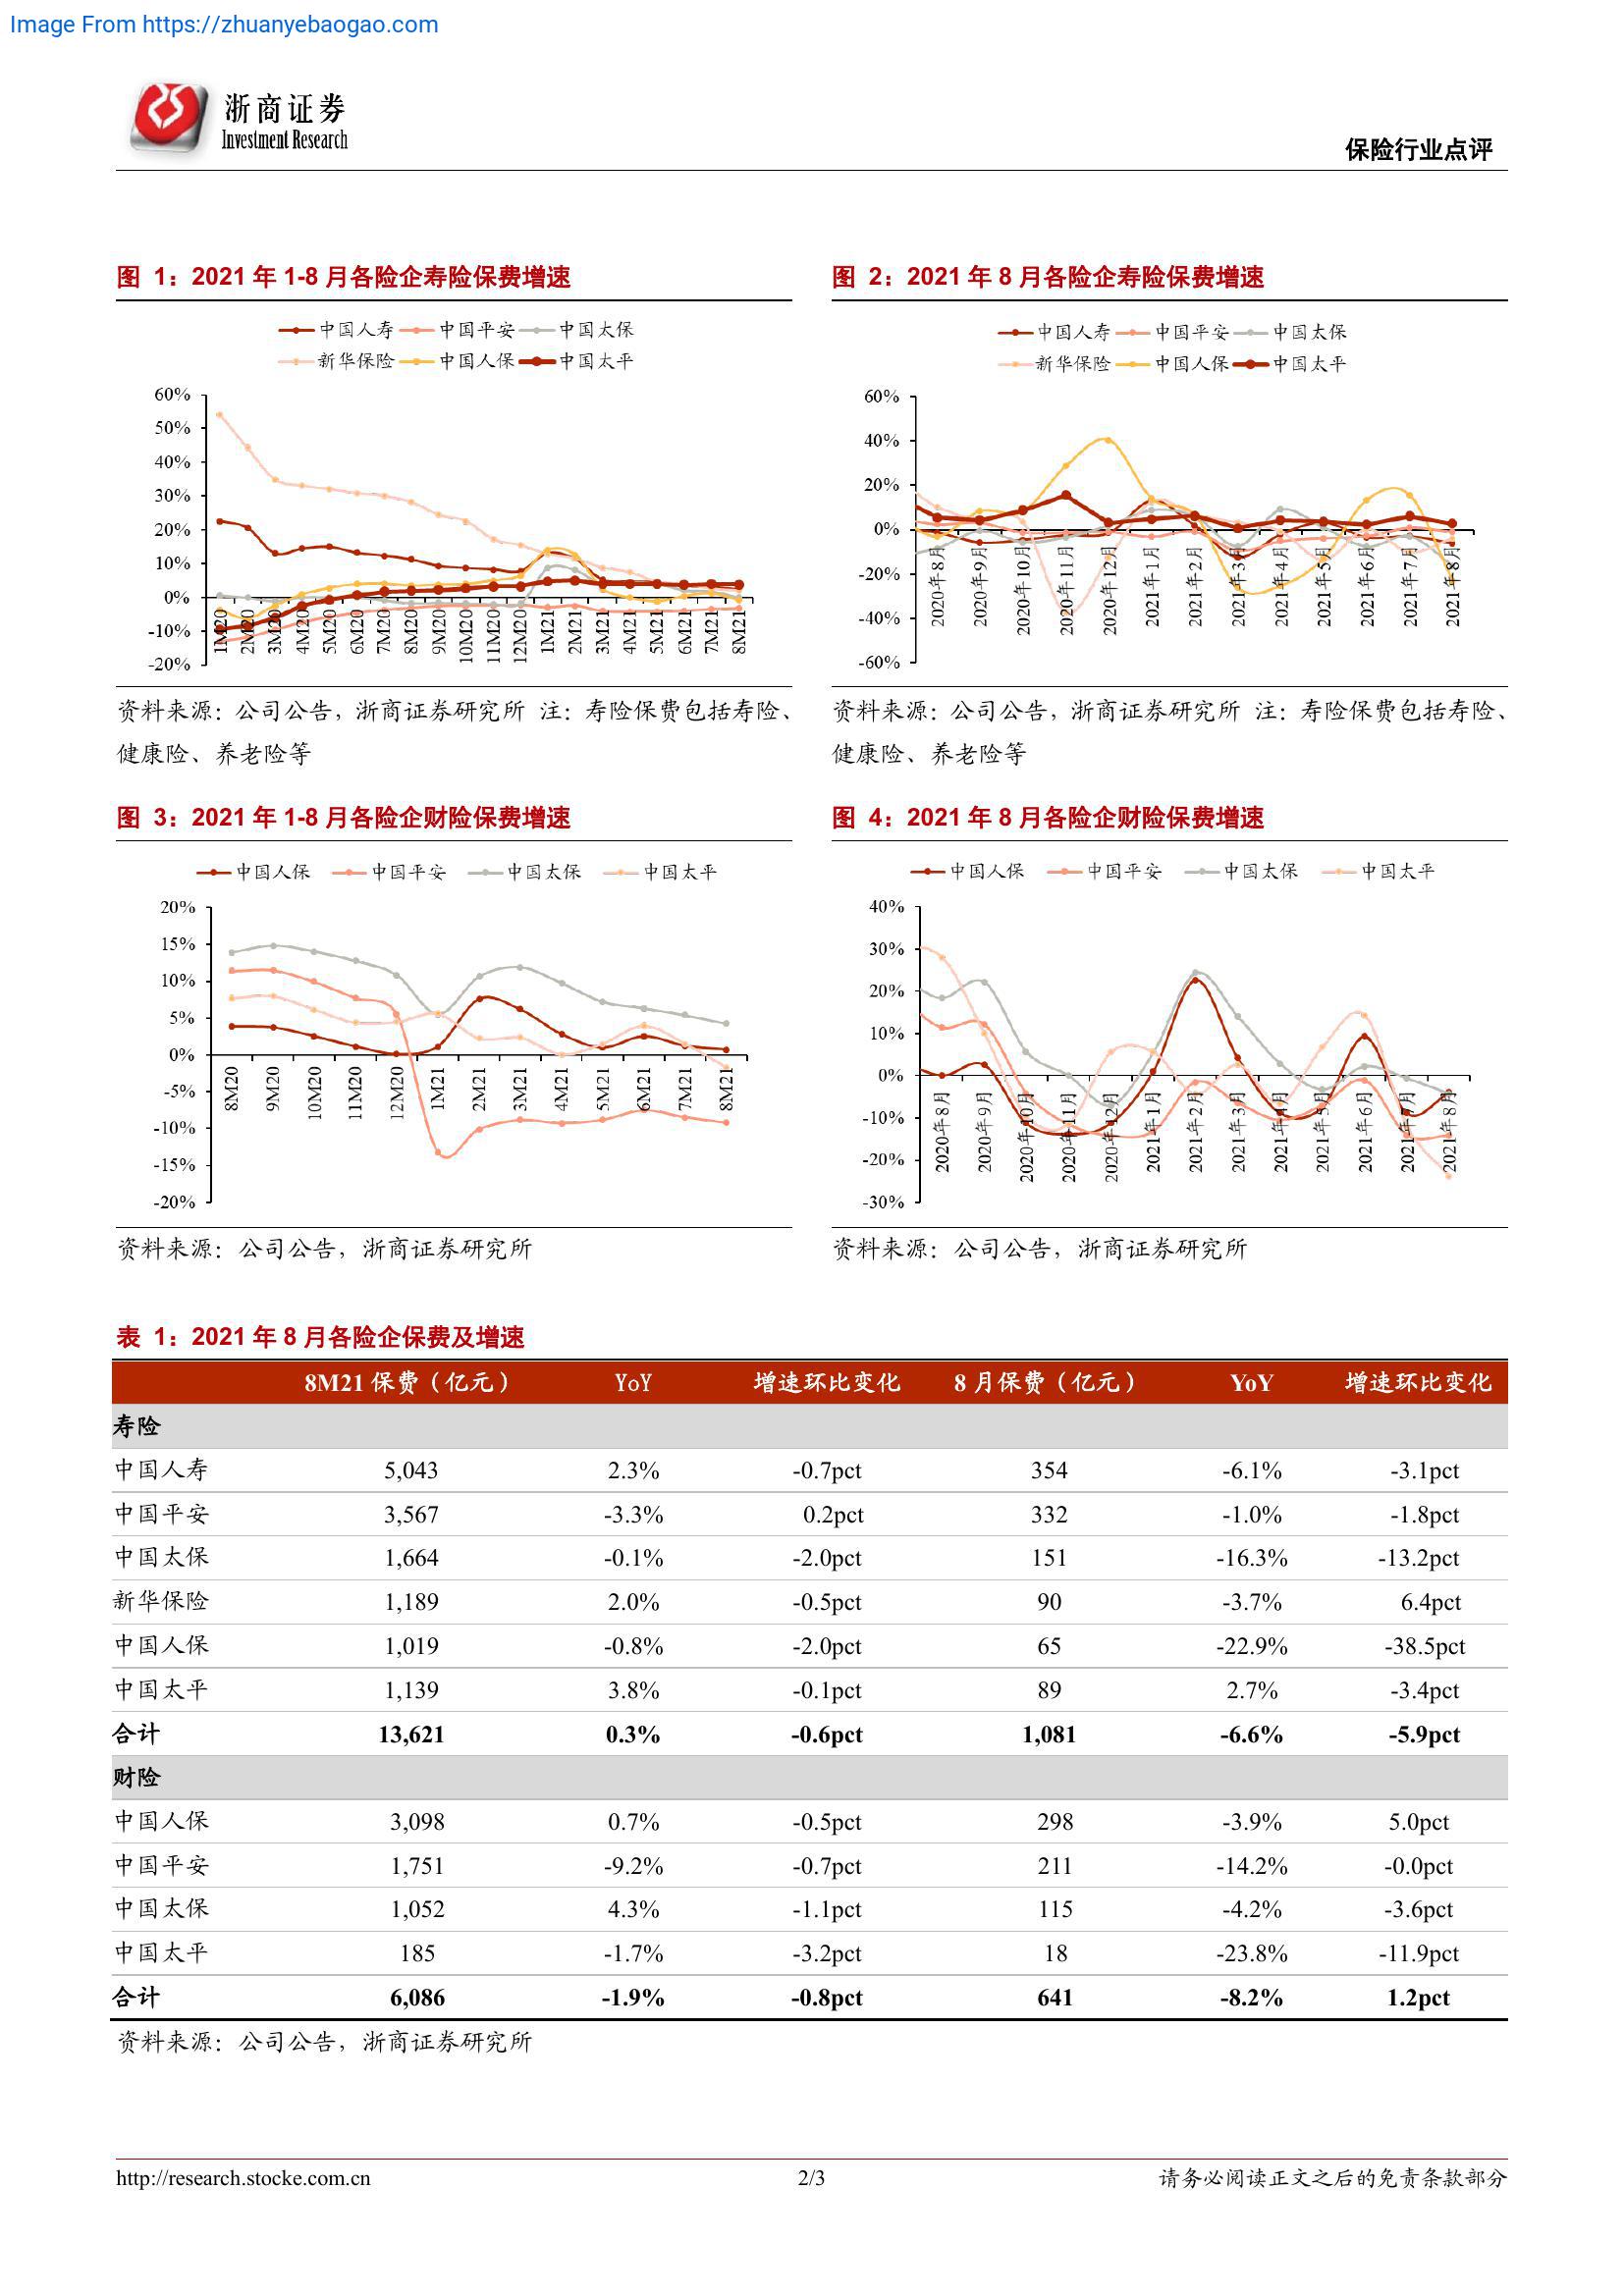 Image From https://zhuanyebaogao.com
浙商证券
Investment Research
保险行业点评
图 1：2021 年 1-8 月各险企寿险保费增速
中国人寿 中国平安 中国太保
新华保险 中国人保 中国太平
60%
50%
40%
30%
20%
10%
0%
-10%
-20%
1M20 2M20 3M20 4M20 5M20 6M20 7M20 8M20 9M20 10M20 11M20 12M20 1M21 2M21 3M21 4M21 5M21 6M21 7M21 8M21
资料来源：公司公告，浙商证券研究所 注：寿险保费包括寿险、
健康险、养老险等
图 2：2021 年 8 月各险企寿险保费增速
中国人寿 中国平安 中国太保
新华保险 中国人保 中国太平
60%
40%
20%
0%
-20%
-40%
-60%
2020年8月 2020年9月 2020年10月 2020年11月 2020年12月 2021年1月 2021年2月 2021年3月 2021年4月 2021年5月 2021年6月 2021年7月 2021年8月
资料来源：公司公告，浙商证券研究所 注：寿险保费包括寿险、
健康险、养老险等
图 3：2021 年 1-8 月各险企财险保费增速
中国人保 中国平安 中国太保 中国太平
20%
15%
10%
5%
0%
-5%
-10%
-15%
-20%
8M20 9M20 10M20 11M20 12M20 1M21 2M21 3M21 4M21 5M21 6M21 7M21 8M21
资料来源：公司公告，浙商证券研究所
图 4：2021 年 8 月各险企财险保费增速
中国人保 中国平安 中国太保 中国太平
40%
30%
20%
10%
0%
-10%
-20%
-30%
2020年8月 2020年9月 2020年10月 2020年11月 2020年12月 2021年1月 2021年2月 2021年3月 2021年4月 2021年5月 2021年6月 2021年7月 2021年8月
资料来源：公司公告，浙商证券研究所
表 1：2021 年 8 月各险企保费及增速
8M21 保费（亿元） YoY 增速环比变化 8 月保费（亿元） YoY 增速环比变化
寿险
中国人寿 5,043 2.3% -0.7pct 354 -6.1% -3.1pct
中国平安 3,567 -3.3% 0.2pct 332 -1.0% -1.8pct
中国太保 1,664 -0.1% -2.0pct 151 -16.3% -13.2pct
新华保险 1,189 2.0% -0.5pct 90 -3.7% 6.4pct
中国人保 1,019 -0.8% -2.0pct 65 -22.9% -38.5pct
中国太平 1,139 3.8% -0.1pct 89 2.7% -3.4pct
合计 13,621 0.3% -0.6pct 1,081 -6.6% -5.9pct
财险
中国人保 3,098 0.7% -0.5pct 298 -3.9% 5.0pct
中国平安 1,751 -9.2% -0.7pct 211 -14.2% -0.0pct
中国太保 1,052 4.3% -1.1pct 115 -4.2% -3.6pct
中国太平 185 -1.7% -3.2pct 18 -23.8% -11.9pct
合计 6,086 -1.9% -0.8pct 641 -8.2% 1.2pct
资料来源：公司公告，浙商证券研究所
http://research.stocke.com.cn 2/3 请务必阅读正文之后的免责条款部分